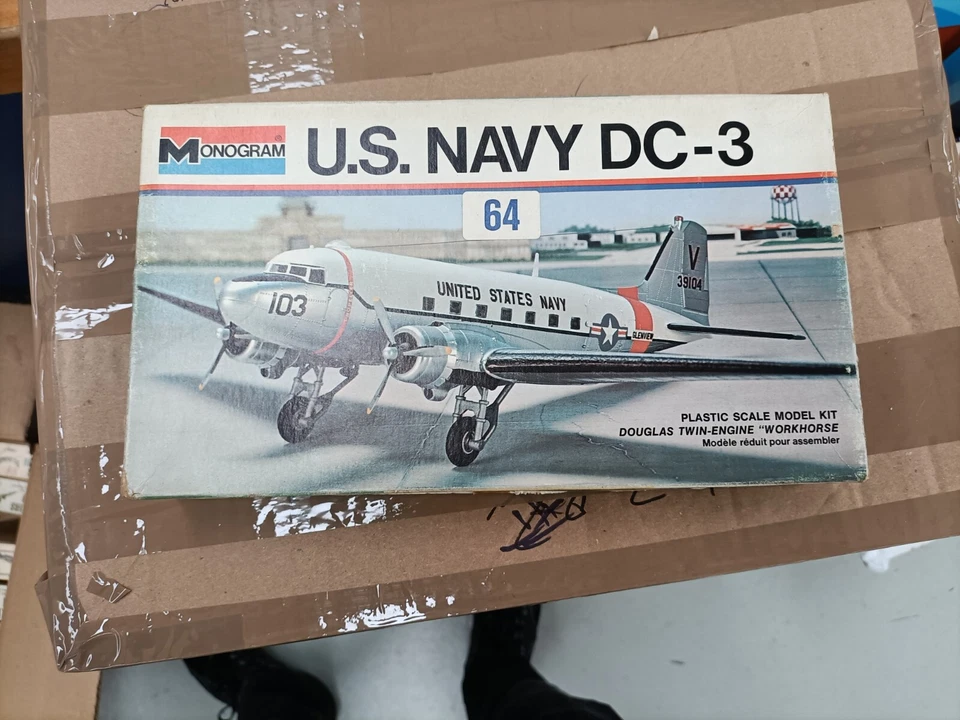 MONOGRAM
U.S. NAVY DC-3
64
V
39104
103
UNITED STATES NAVY
PLASTIC SCALE MODEL KIT
DOUGLAS TWIN-ENGINE "WORKHORSE
Modèle réduit pour assembler